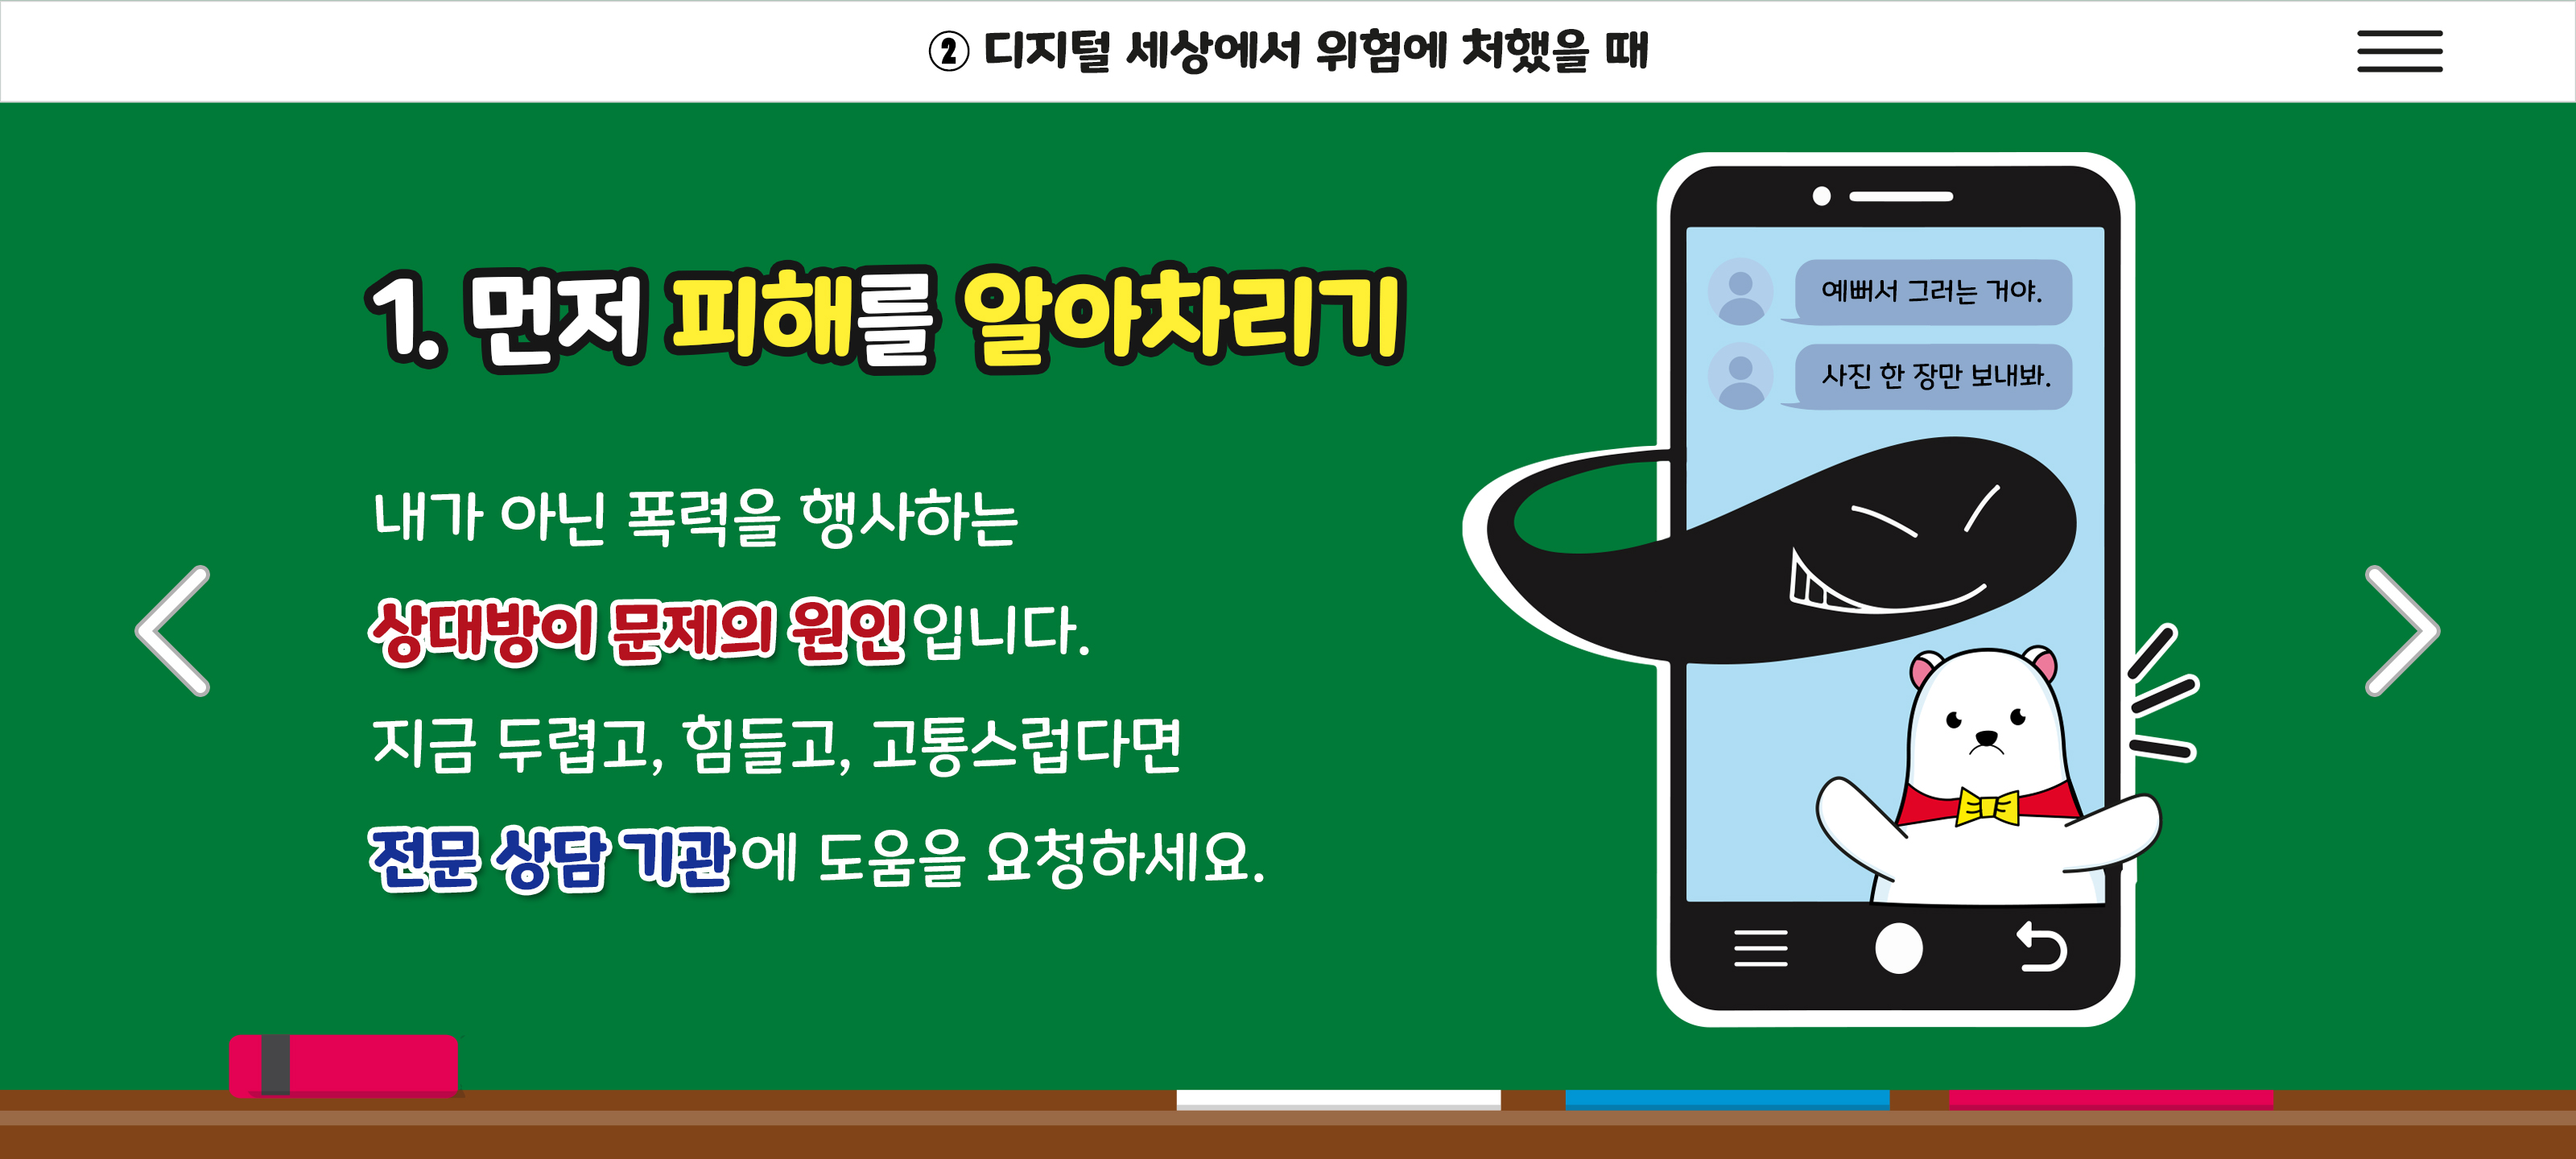 ② 디지털 세상에서 위험에 처했을 때
1. 먼저 피해를 알아차리기
내가 아닌 폭력을 행사하는
상대방이 문제의 원인입니다.
지금 두렵고, 힘들고, 고통스럽다면
전문 상담 기관에 도움을 요청하세요.
예뻐서 그러는 거야.
사진 한 장만 보내봐.